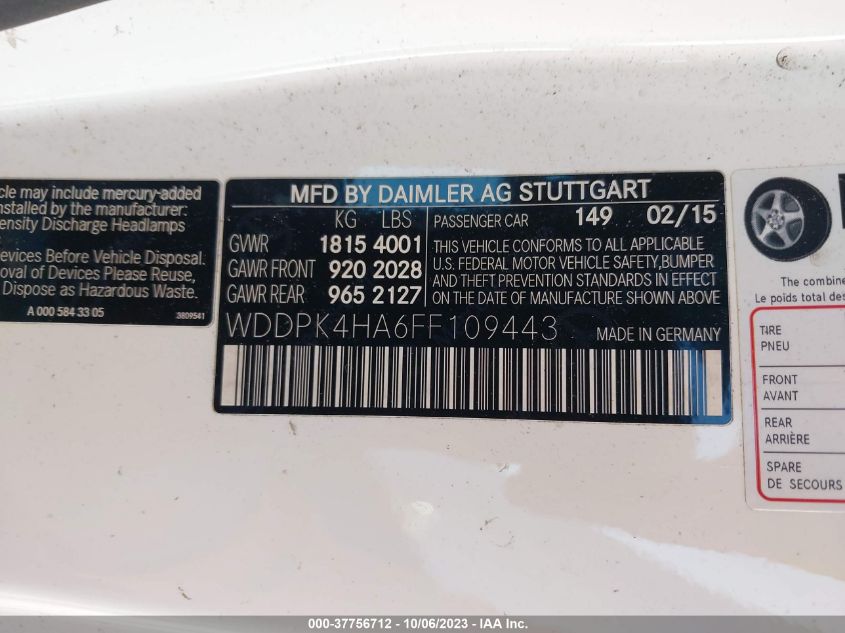 cle may include mercury-added
nstalled by the manufacturer:
ensity Discharge Headlamps
evices Before Vehicle Disposal.
oval of Devices Please Reuse,
Dispose as Hazardous Waste.
A 000 584 33 05
3809541
MFD BY DAIMLER AG STUTTGART
KG LBS
GVWR 1815 4001
GAWR FRONT 920 2028
GAWR REAR 965 2127
PASSENGER CAR 149 02/15
THIS VEHICLE CONFORMS TO ALL APPLICABLE
U.S. FEDERAL MOTOR VEHICLE SAFETY,BUMPER
AND THEFT PREVENTION STANDARDS IN EFFECT
ON THE DATE OF MANUFACTURE SHOWN ABOVE
WDDPK4HA6FF109443 MADE IN GERMANY
The combine
Le poids total des
TIRE
PNEU
FRONT
AVANT
REAR
ARRIÈRE
SPARE
DE SECOURS
000-37756712 - 10/06/2023 - IAA Inc.